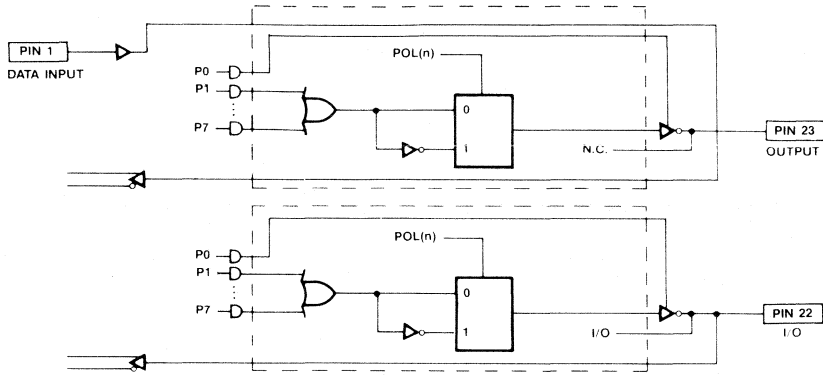 PIN 1
DATA INPUT
POL(n)
P0
P1
P7
0
1
N.C.
PIN 23
OUTPUT
POL(n)
P0
P1
P7
0
1
I/O
PIN 22
I/O